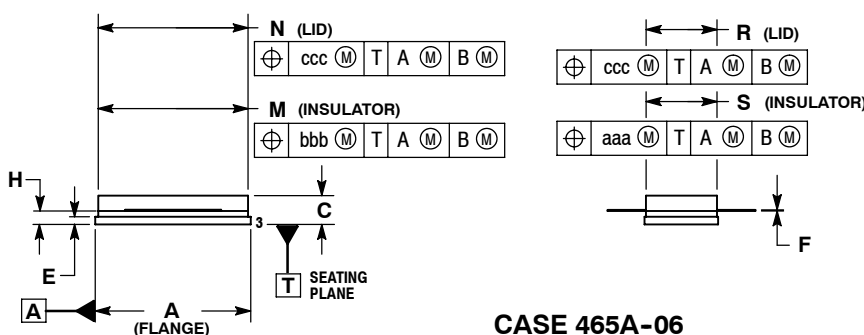 N (LID)
⌖ ccc Ⓜ T A Ⓜ B Ⓜ
M (INSULATOR)
⌖ bbb Ⓜ T A Ⓜ B Ⓜ
R (LID)
⌖ ccc Ⓜ T A Ⓜ B Ⓜ
S (INSULATOR)
⌖ aaa Ⓜ T A Ⓜ B Ⓜ
H
C
3
E
F
T SEATING
PLANE
A
A
(FLANGE)
CASE 465A-06